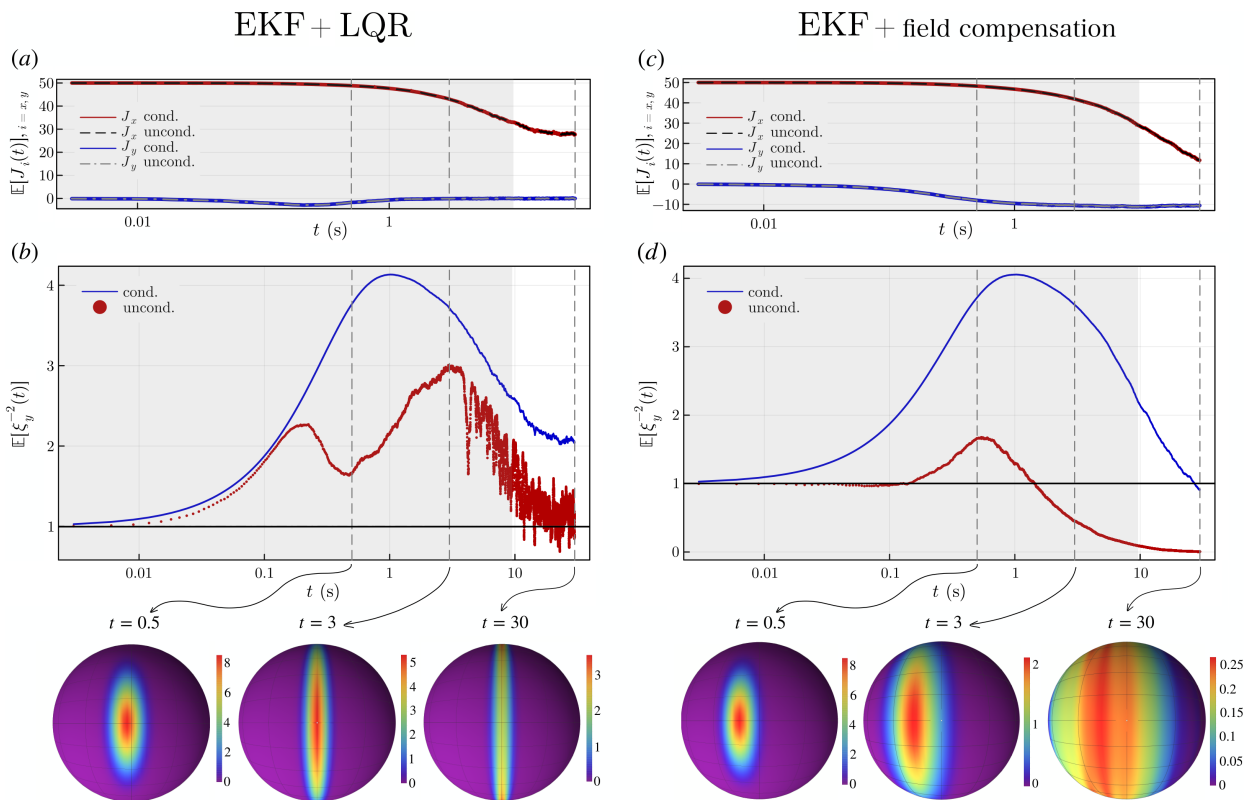 EKF + LQR
(a)
𝔼[J_i(t)], i = x, y
50
40
30
20
10
0
J_x cond.
J_x uncond.
J_y cond.
J_y uncond.
0.01
1
t (s)
(b)
𝔼[ξ_y^{-2}(t)]
4
3
2
1
cond.
uncond.
0.01
0.1
1
10
t (s)
t = 0.5
t = 3
t = 30
8
6
4
2
0
5
4
3
2
1
0
3
2
1
0
EKF + field compensation
(c)
𝔼[J_i(t)], i = x, y
50
40
30
20
10
0
−10
J_x cond.
J_x uncond.
J_y cond.
J_y uncond.
0.01
1
t (s)
(d)
𝔼[ξ_y^{-2}(t)]
4
3
2
1
0
cond.
uncond.
0.01
0.1
1
10
t (s)
t = 0.5
t = 3
t = 30
8
6
4
2
0
2
1
0
0.25
0.2
0.15
0.1
0.05
0